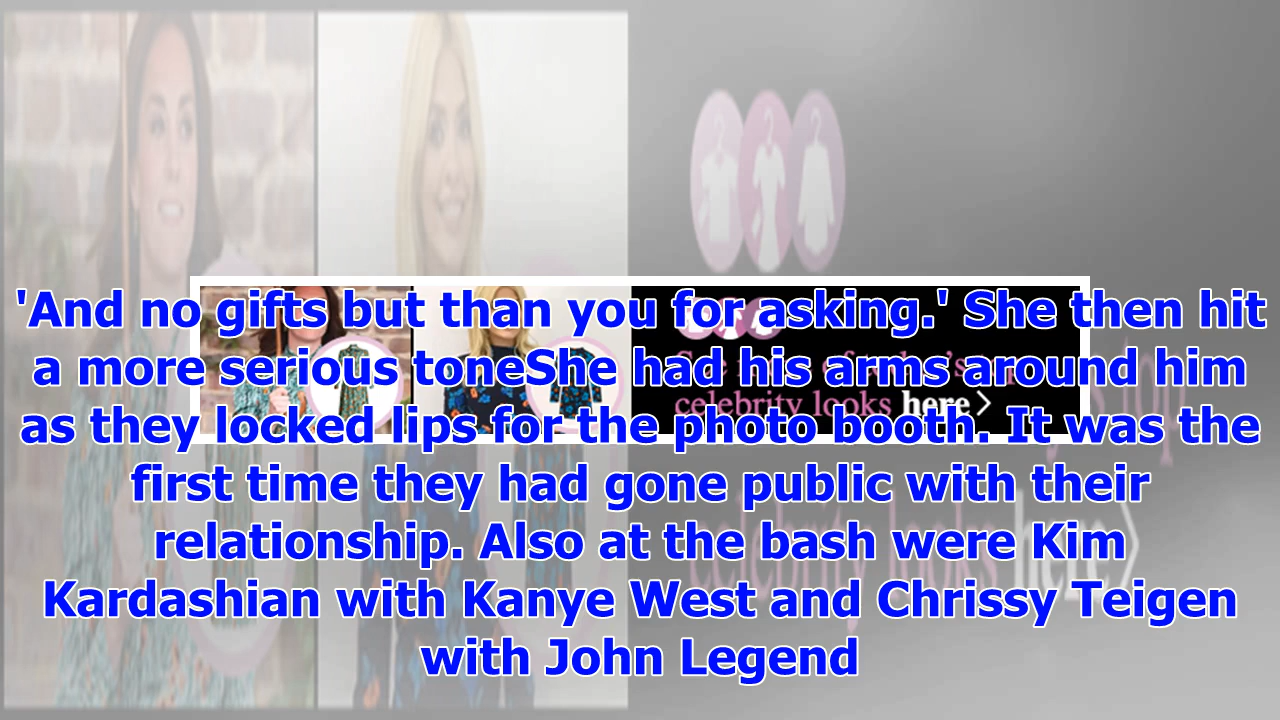 'And no gifts but than you for asking.' She then hit
a more serious toneShe had his arms around him
as they locked lips for the photo booth. It was the
first time they had gone public with their
relationship. Also at the bash were Kim
Kardashian with Kanye West and Chrissy Teigen
with John Legend
celebrity looks here
celebrity looks here